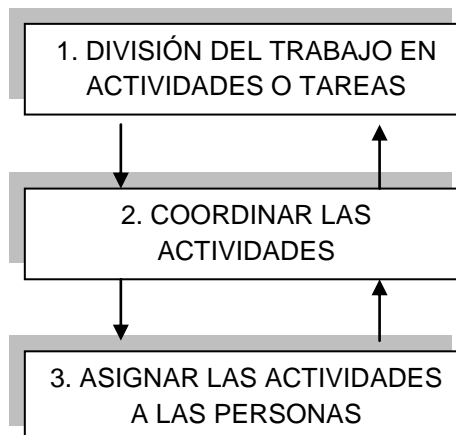 1. DIVISIÓN DEL TRABAJO EN
ACTIVIDADES O TAREAS
2. COORDINAR LAS
ACTIVIDADES
3. ASIGNAR LAS ACTIVIDADES
A LAS PERSONAS